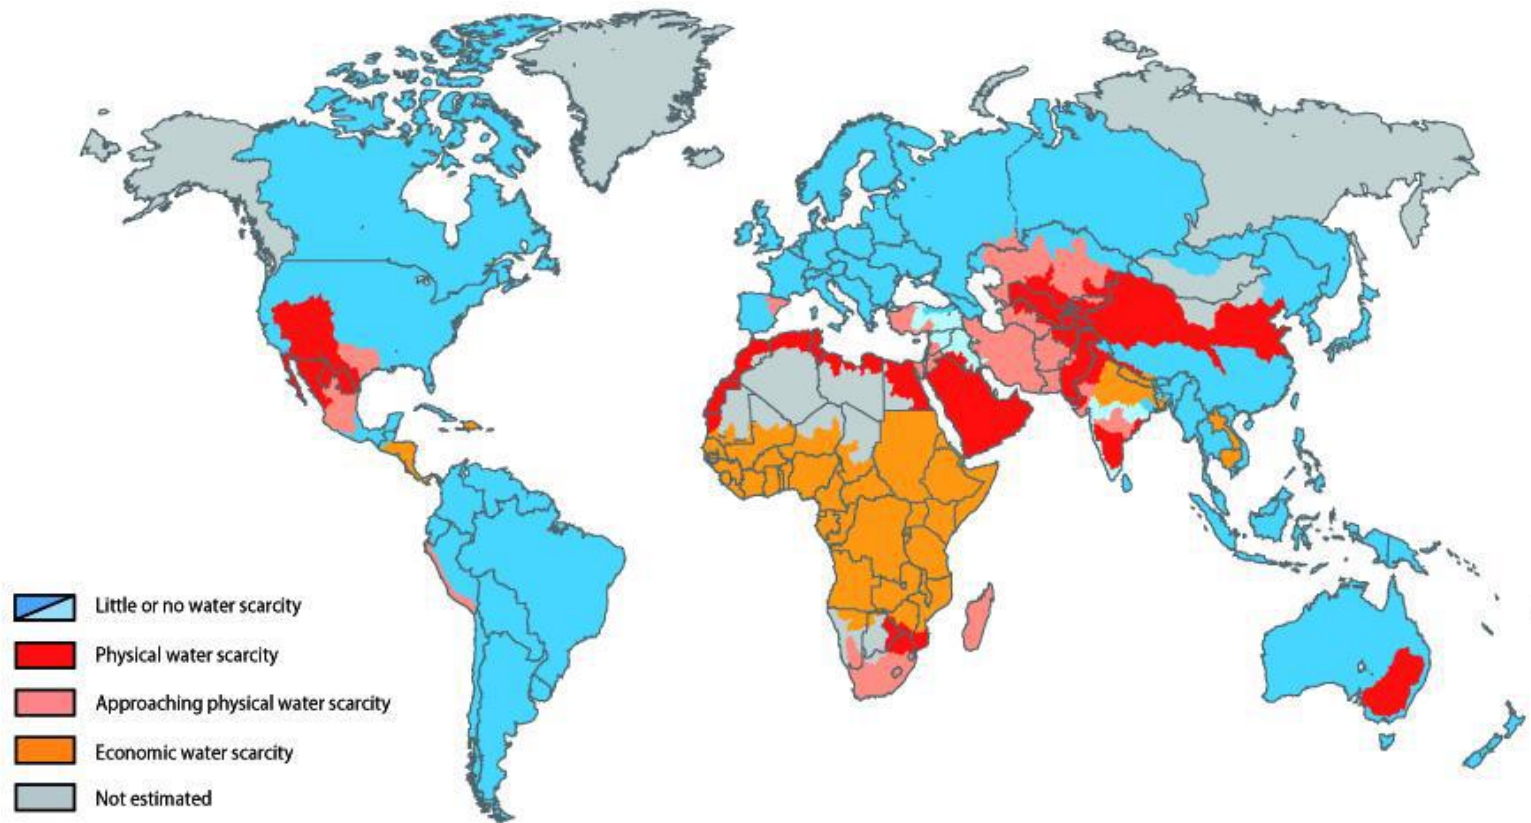 Little or no water scarcity
Physical water scarcity
Approaching physical water scarcity
Economic water scarcity
Not estimated